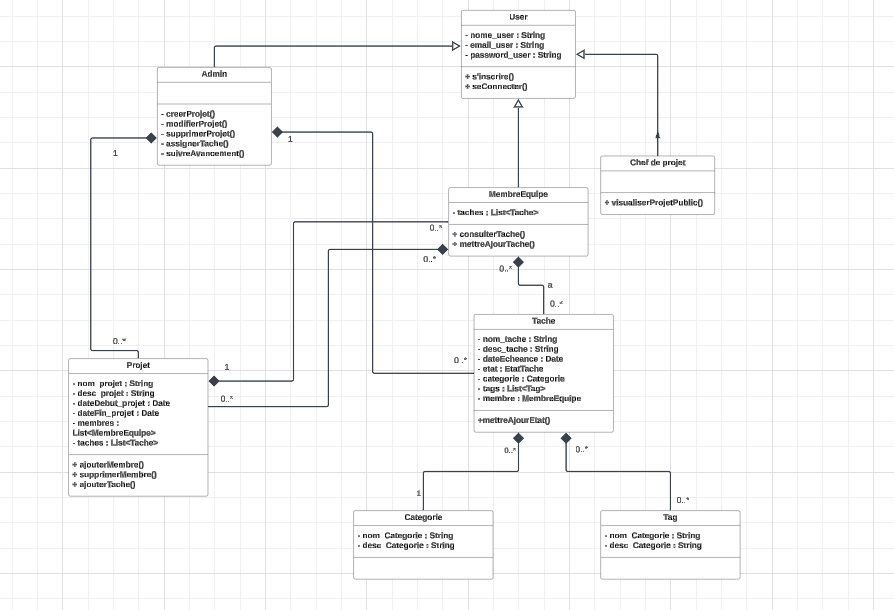 User
- nome_user : String
- email_user : String
- password_user : String
+ s'inscrire()
+ seConnecter()
Admin
- creerProjet()
- modifierProjet()
- supprimerProjet()
- assignerTache()
- suivreAvancement()
1
1
Chef de projet
+ visualiserProjetPublic()
MembreEquipe
- taches : List<Tache>
+ consulterTache()
+ mettreAjourTache()
0..*
0..*
0..*
a
0..*
Tache
- nom_tache : String
- desc_tache : String
- dateEcheance : Date
- etat : EtatTache
- categorie : Categorie
- tags : List<Tag>
- membre : MembreEquipe
+mettreAjourEtat()
0..*
0..*
Projet
- nom_projet : String
- desc_projet : String
- dateDebut_projet : Date
- dateFin_projet : Date
- membres :
List<MembreEquipe>
- taches : List<Tache>
+ ajouterMembre()
+ supprimerMembre()
+ ajouterTache()
1
0..*
0..*
0..*
1
0..*
Categorie
- nom_Categorie : String
- desc_Categorie : String
Tag
- nom_Categorie : String
- desc_Categorie : String